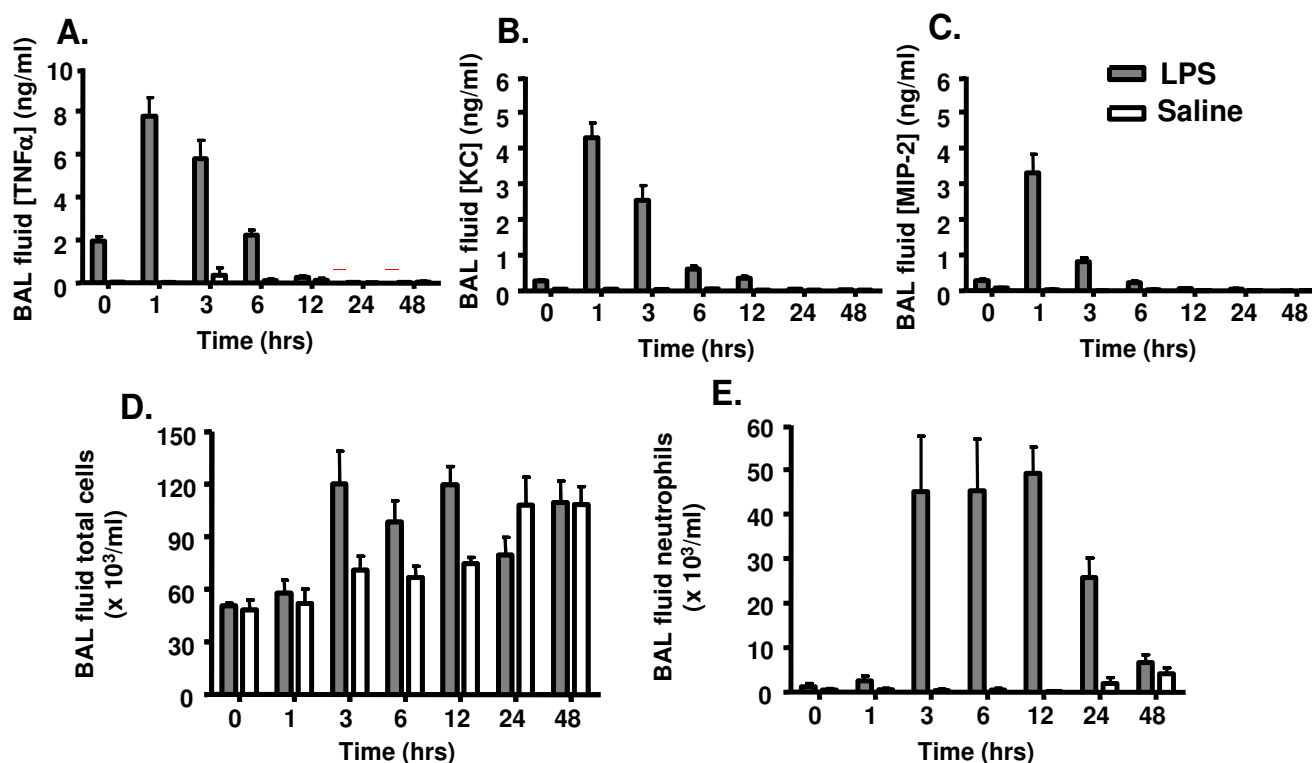 A.
BAL fluid [TNFα] (ng/ml)
10
8
6
4
2
0
0 1 3 6 12 24 48
Time (hrs)
B.
BAL fluid [KC] (ng/ml)
6
5
4
3
2
1
0
0 1 3 6 12 24 48
Time (hrs)
C.
BAL fluid [MIP-2] (ng/ml)
6
5
4
3
2
1
0
0 1 3 6 12 24 48
Time (hrs)
LPS
Saline
D.
BAL fluid total cells
(x 10³/ml)
150
120
90
60
30
0
0 1 3 6 12 24 48
Time (hrs)
E.
BAL fluid neutrophils
(x 10³/ml)
60
50
40
30
20
10
0
0 1 3 6 12 24 48
Time (hrs)